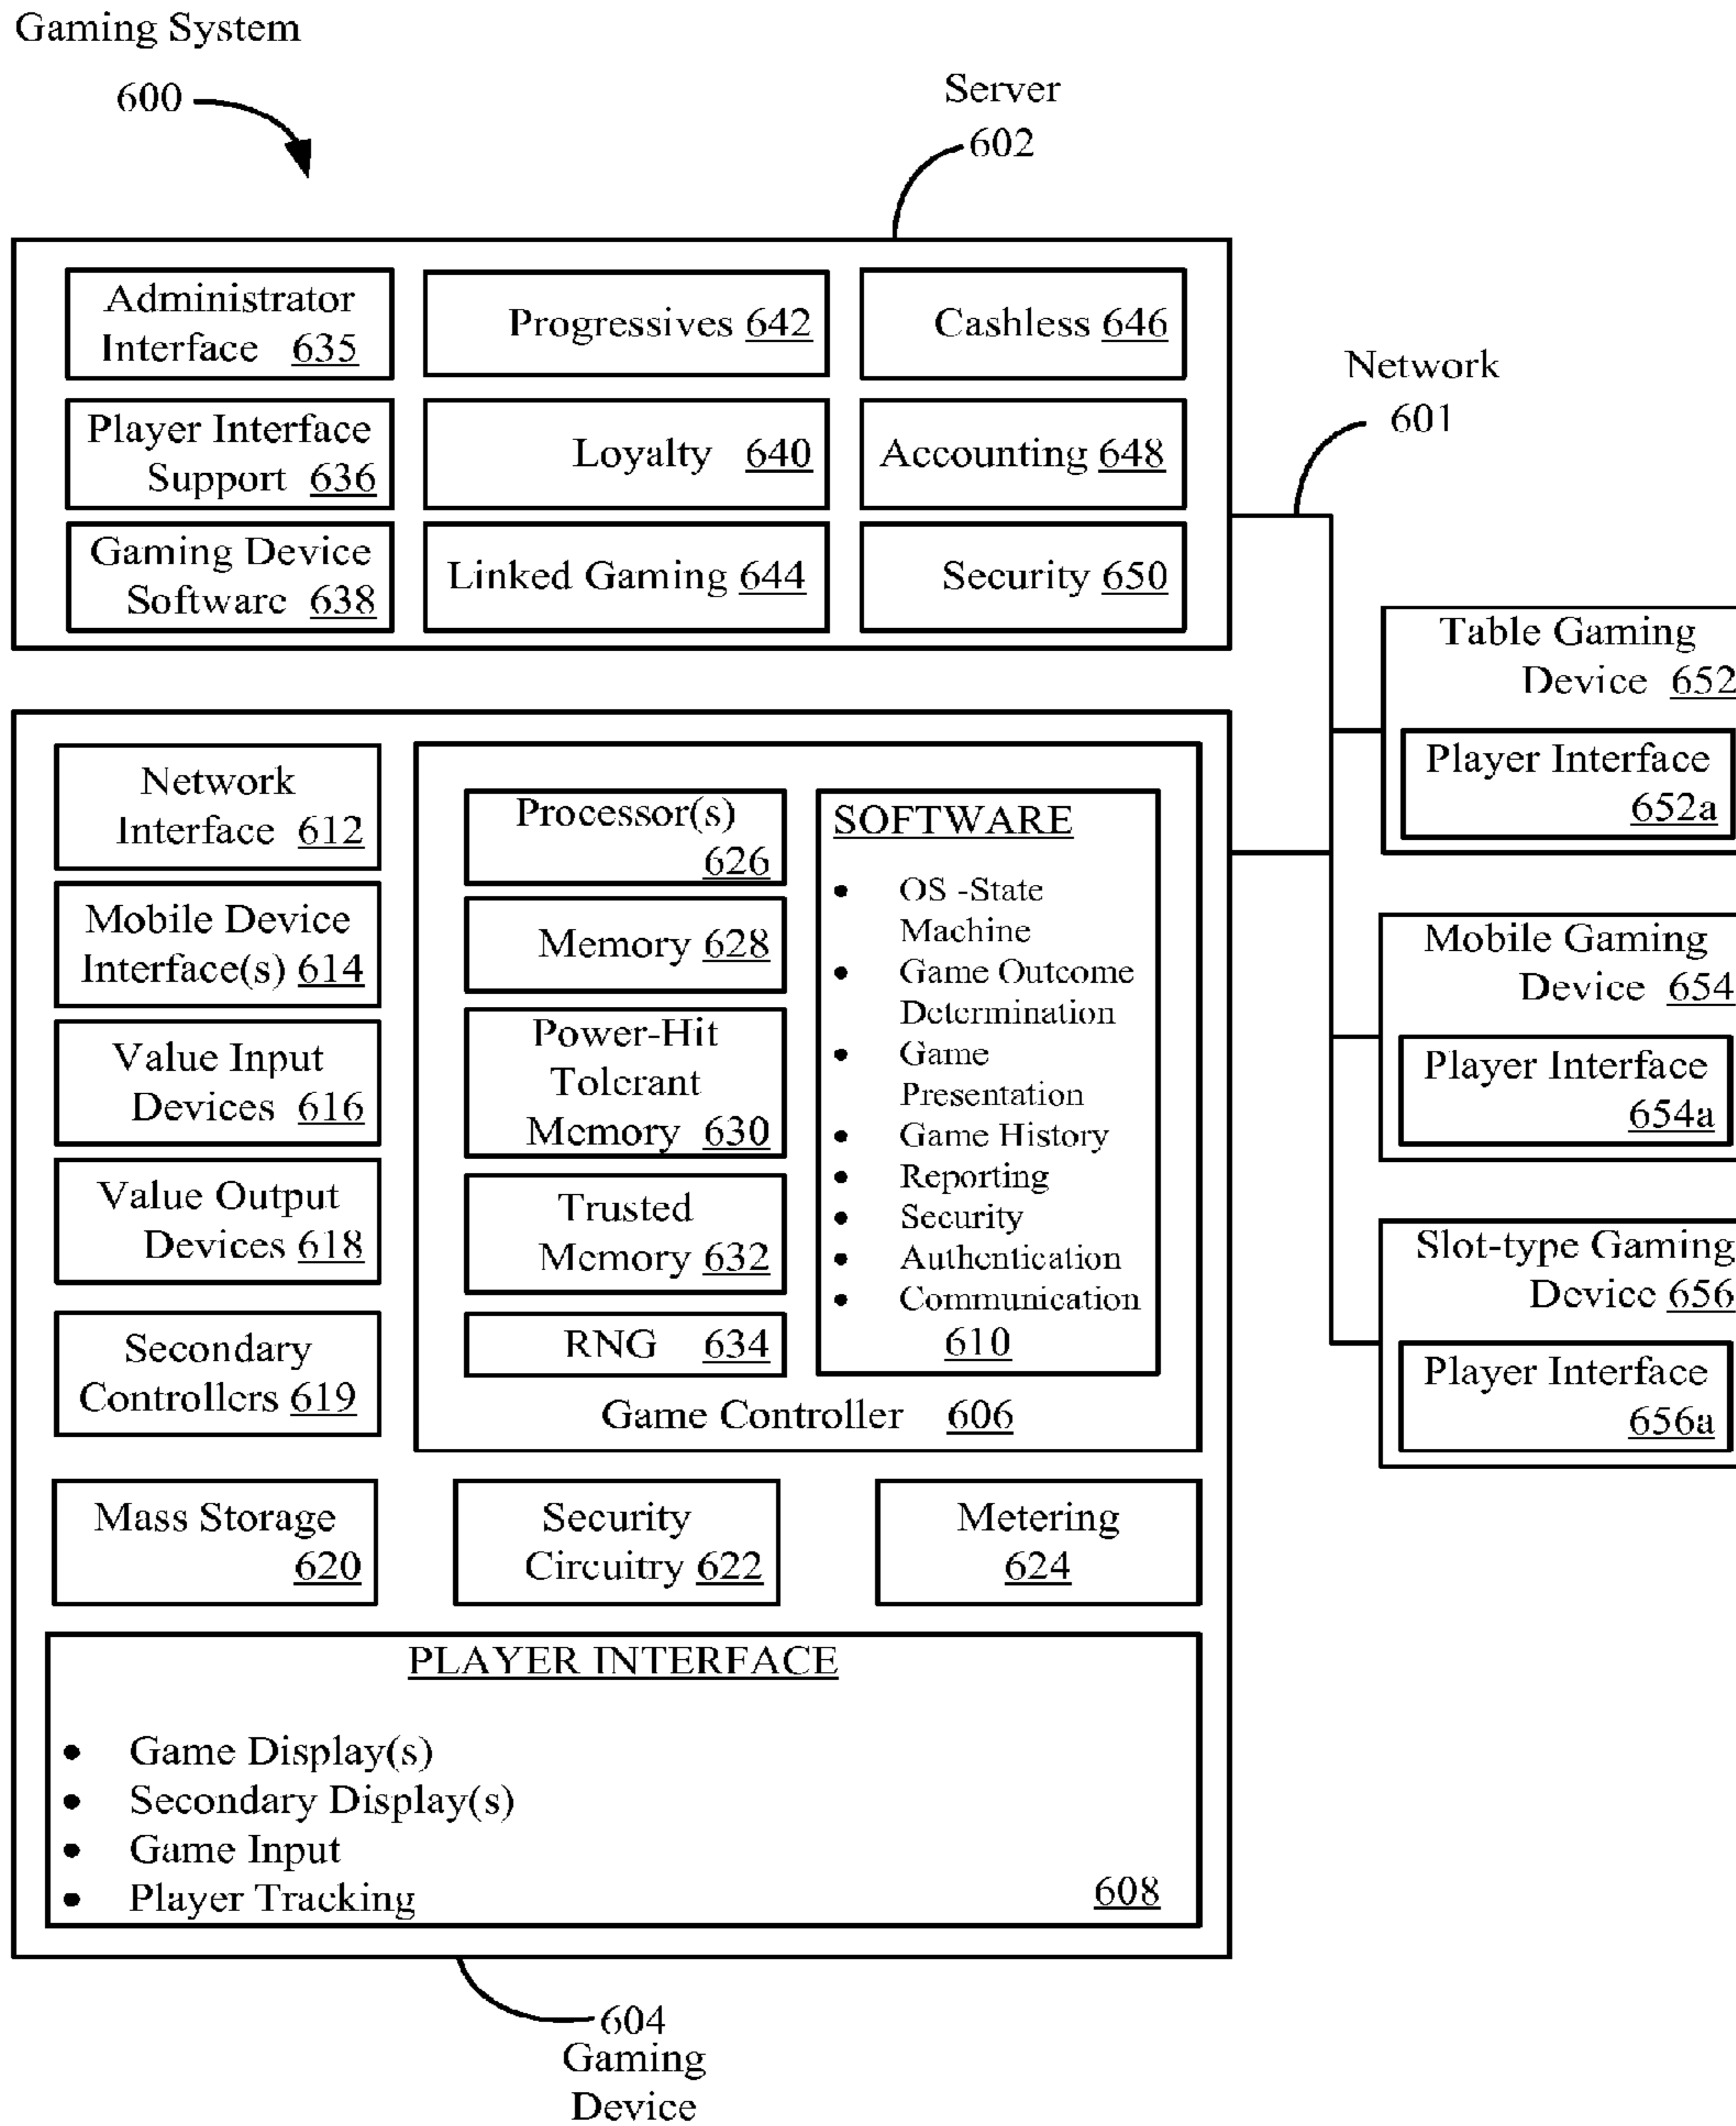 Gaming System
600
Server
602
Administrator
Interface 635
Progressives 642
Cashless 646
Player Interface
Support 636
Loyalty 640
Accounting 648
Gaming Device
Software 638
Linked Gaming 644
Security 650
Network
601
Table Gaming
Device 652
Player Interface
652a
Mobile Gaming
Device 654
Player Interface
654a
Slot-type Gaming
Device 656
Player Interface
656a
Network
Interface 612
Mobile Device
Interface(s) 614
Value Input
Devices 616
Value Output
Devices 618
Secondary
Controllers 619
Processor(s)
626
Memory 628
Power-Hit
Tolerant
Memory 630
Trusted
Memory 632
RNG 634
SOFTWARE
• OS -State
Machine
• Game Outcome
Determination
• Game
Presentation
• Game History
• Reporting
• Security
• Authentication
• Communication
610
Game Controller 606
Mass Storage
620
Security
Circuitry 622
Metering
624
PLAYER INTERFACE
• Game Display(s)
• Secondary Display(s)
• Game Input
• Player Tracking
608
604
Gaming
Device